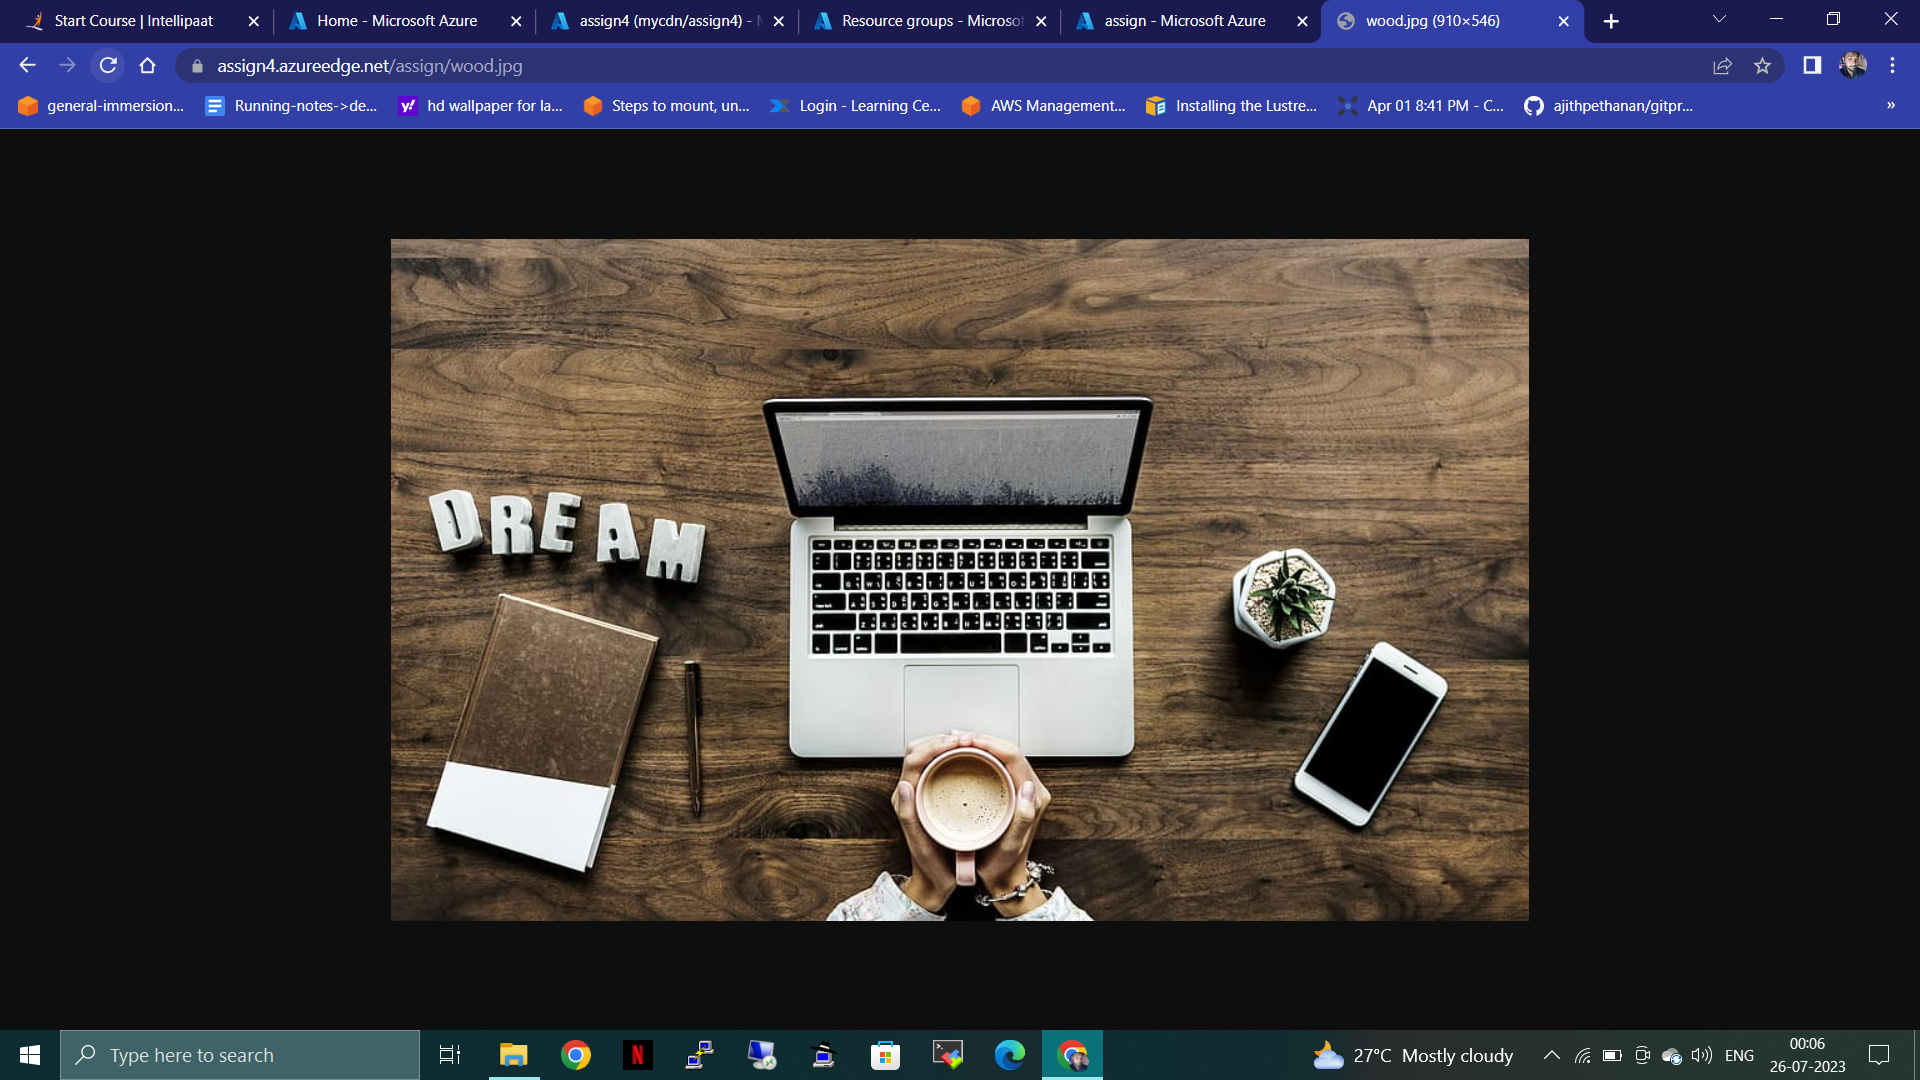 Start Course | Intellipaat
Home - Microsoft Azure
assign4 (mycdn/assign4) -
Resource groups - Microsof
assign - Microsoft Azure
wood.jpg (910×546)
assign4.azureedge.net/assign/wood.jpg
general-immersion...
Running-notes->de...
y!
hd wallpaper for la...
Steps to mount, un...
Login - Learning Ce...
AWS Management...
Installing the Lustre...
Apr 01 8:41 PM - C...
ajithpethanan/gitpr...
»
DREAM
Type here to search
N
27°C Mostly cloudy
ENG
00:06
26-07-2023